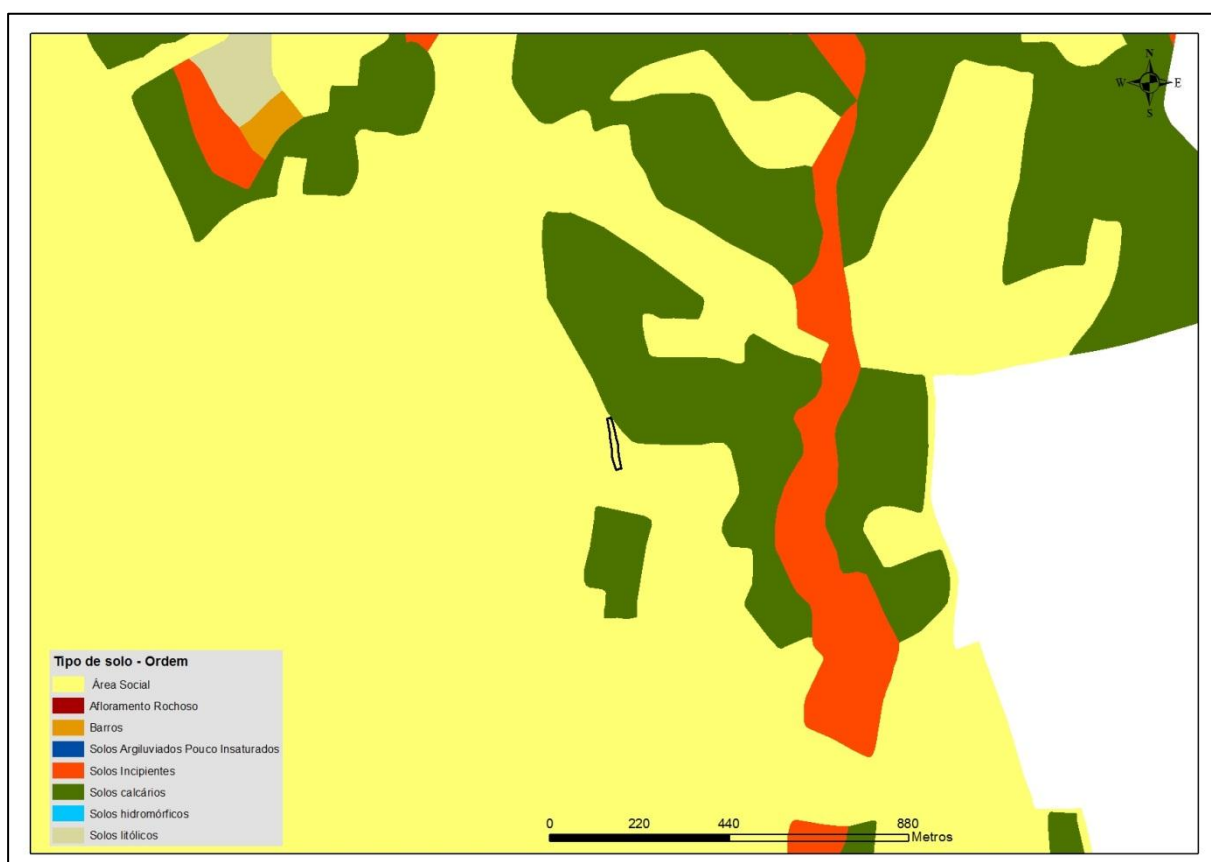 N
W E
S
Tipo de solo - Ordem
Área Social
Afloramento Rochoso
Barros
Solos Argiluviados Pouco Insaturados
Solos Incipientes
Solos calcários
Solos hidromórficos
Solos litólicos
0 220 440 880
Metros